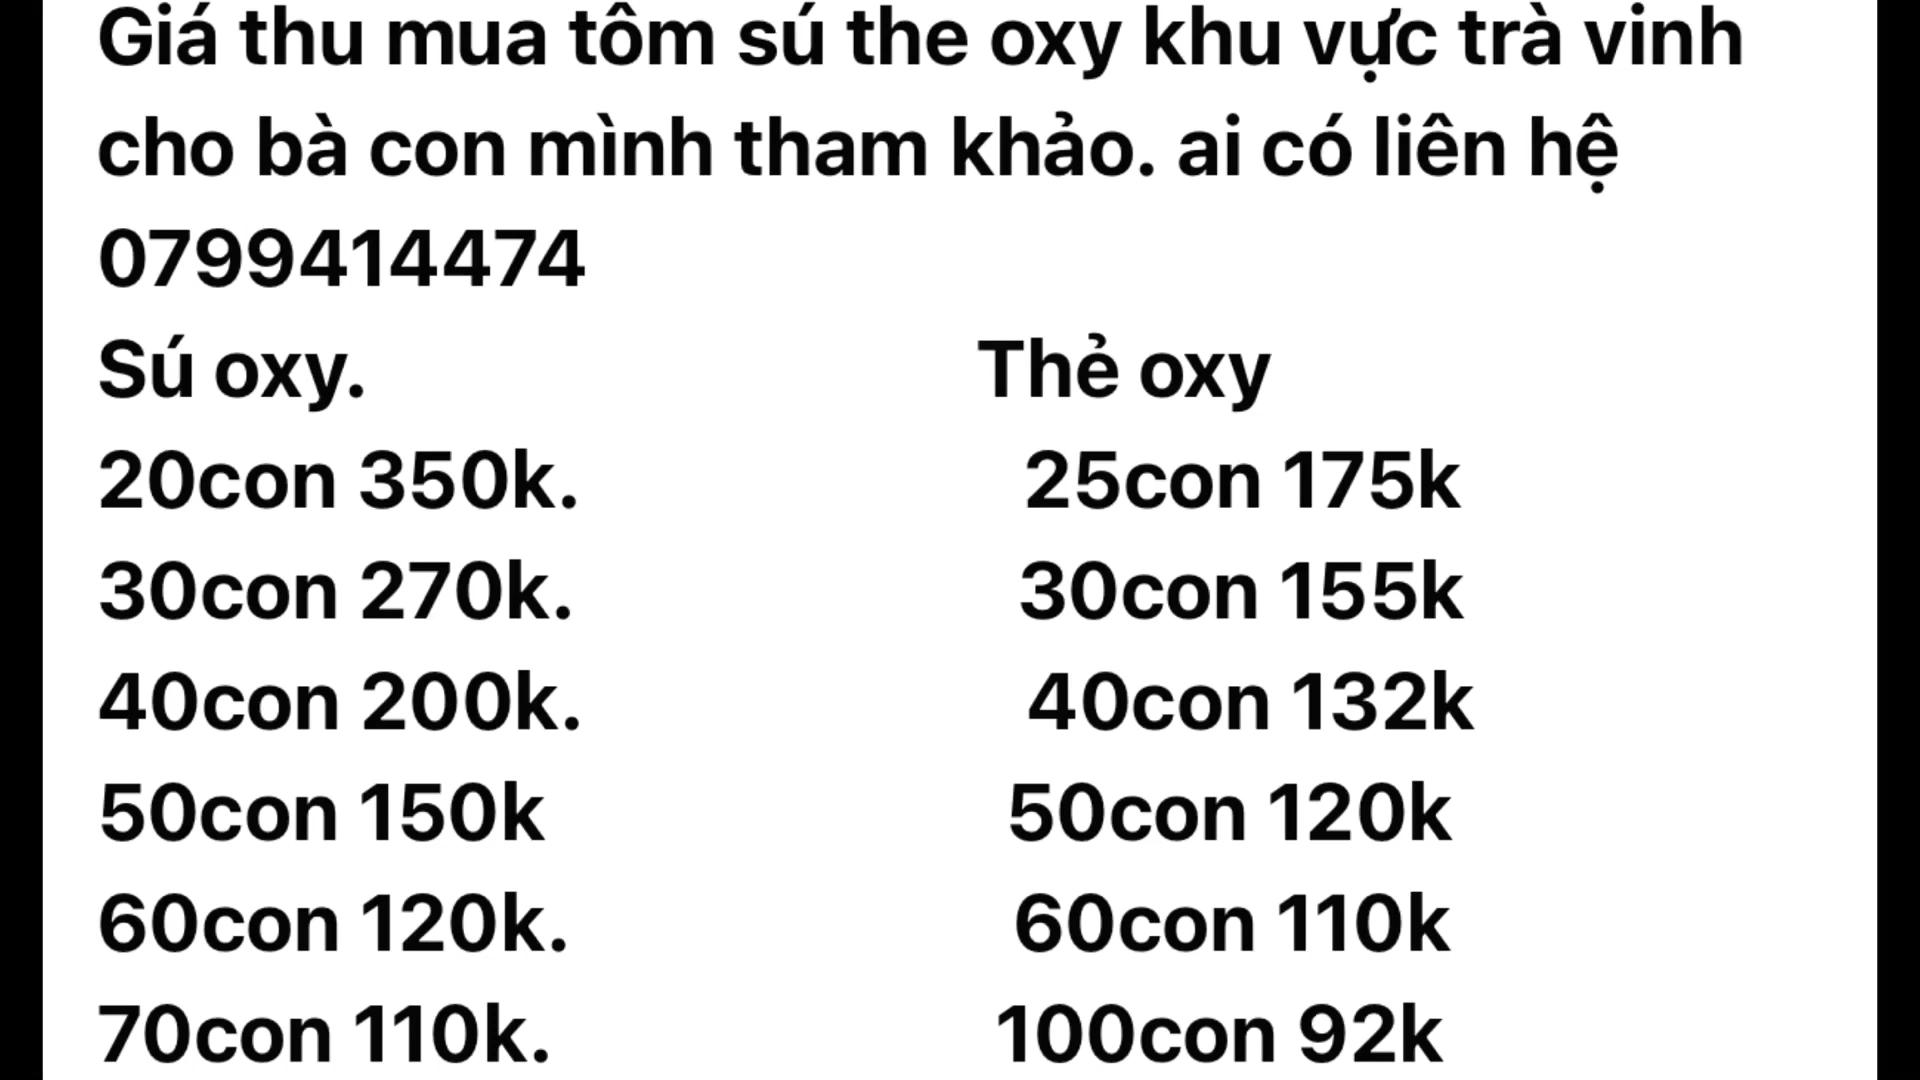 Giá thu mua tôm sú the oxy khu vực trà vinh
cho bà con mình tham khảo. ai có liên hệ
0799414474
Sú oxy. Thẻ oxy
20con 350k. 25con 175k
30con 270k. 30con 155k
40con 200k. 40con 132k
50con 150k 50con 120k
60con 120k. 60con 110k
70con 110k. 100con 92k